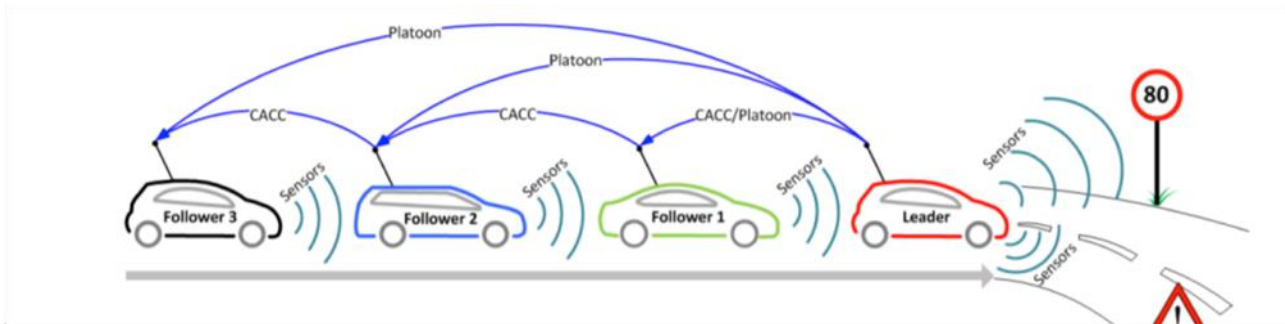 Platoon
Platoon
CACC
CACC
CACC/Platoon
80
Sensors
Sensors
Sensors
Sensors
Follower 3
Follower 2
Follower 1
Leader
Sensors
!